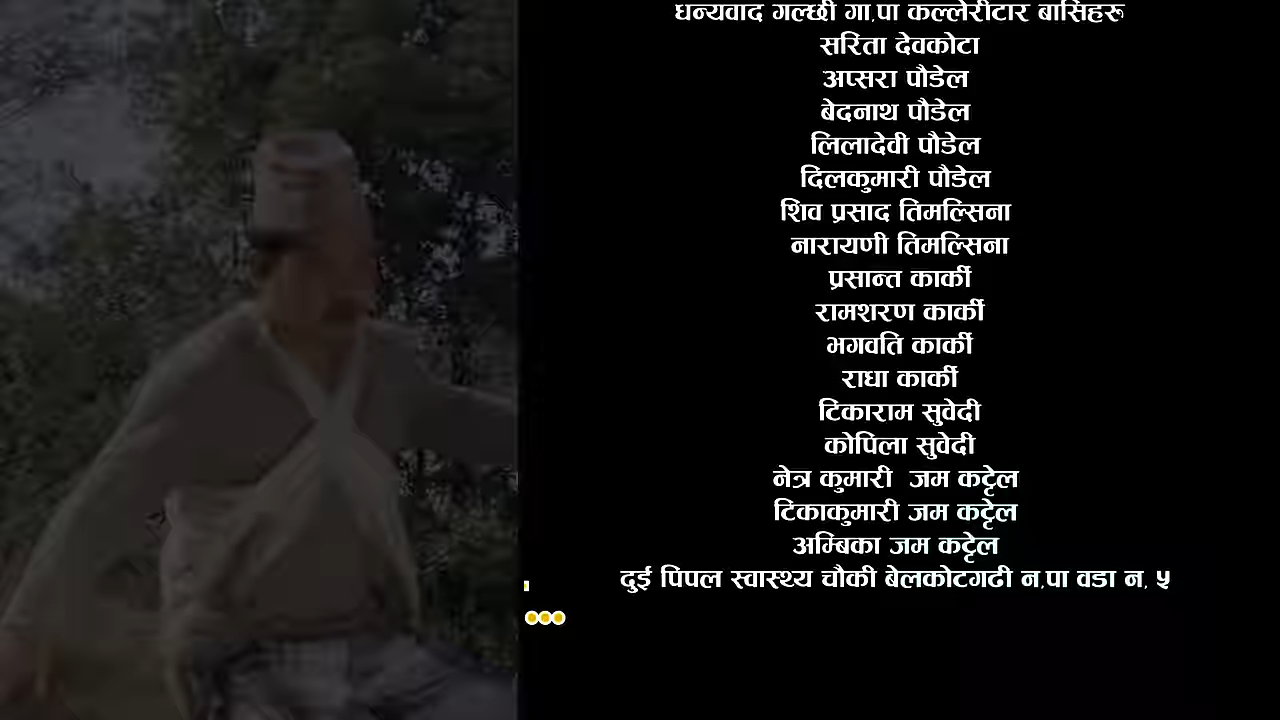 धन्यवाद गल्छी गा.पा कल्लेरीटार बासिहरू
सरिता देवकोटा
अप्सरा पौडेल
बेदनाथ पौडेल
लिलादेवी पौडेल
दिलकुमारी पौडेल
शिव प्रसाद तिमल्सिना
नारायणी तिमल्सिना
प्रसान्त कार्की
रामशरण कार्की
भगवति कार्की
राधा कार्की
टिकाराम सुवेदी
कोपिला सुवेदी
नेत्र कुमारी जम कट्टेल
टिकाकुमारी जम कट्टेल
अम्बिका जम कट्टेल
दुई पिपल स्वास्थ्य चौकी बेलकोटगढी न.पा वडा न. ५